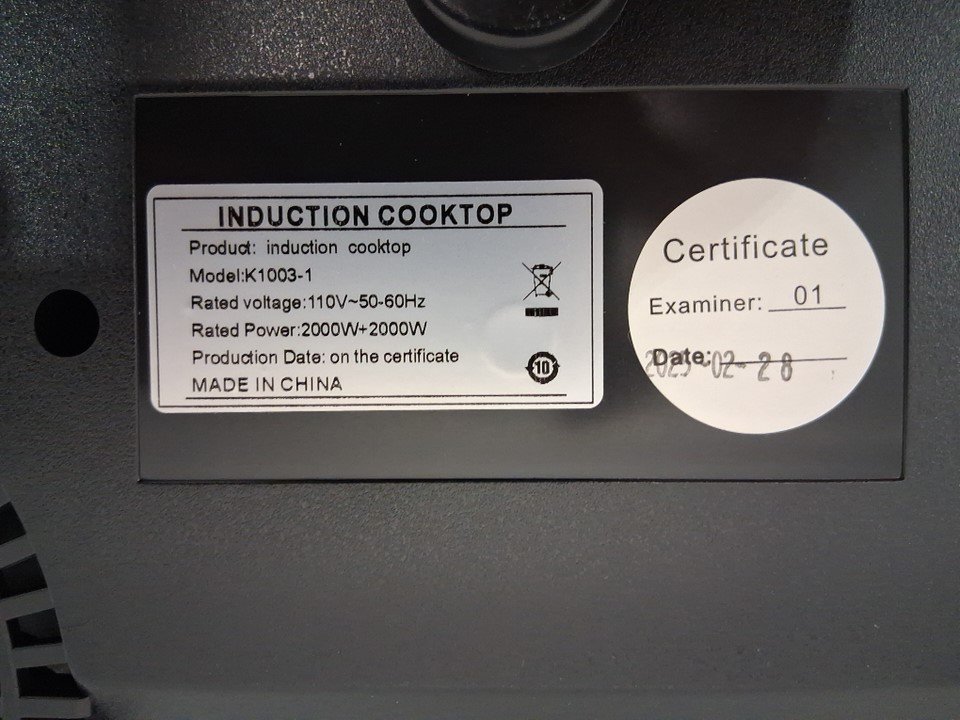 INDUCTION COOKTOP
Product: induction cooktop
Model:K1003-1
Rated voltage:110V~50-60Hz
Rated Power:2000W+2000W
Production Date: on the certificate
MADE IN CHINA
10
Certificate
Examiner: 01
Date: 2023-02-28